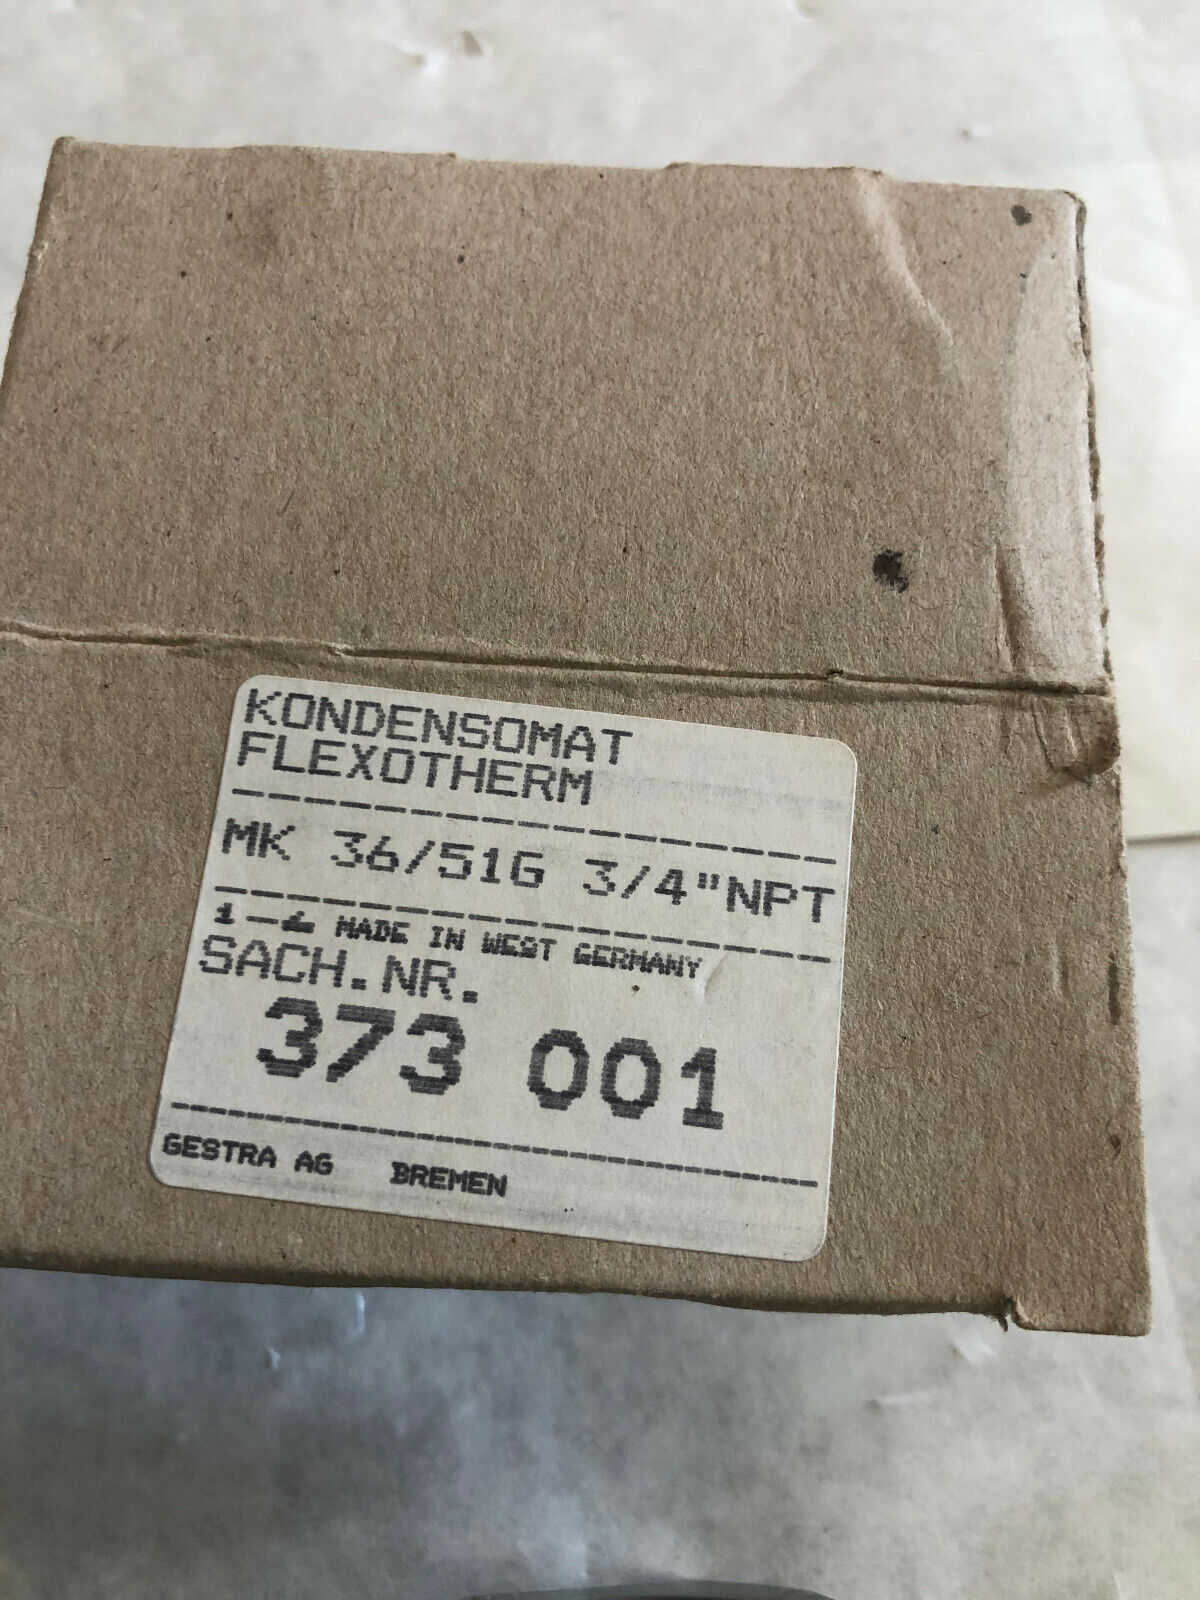 KONDENSOMAT
FLEXOTHERM
MK 36/51G 3/4"NPT
MADE IN WEST GERMANY
SACH.NR.
373 001
GESTRA AG BREMEN